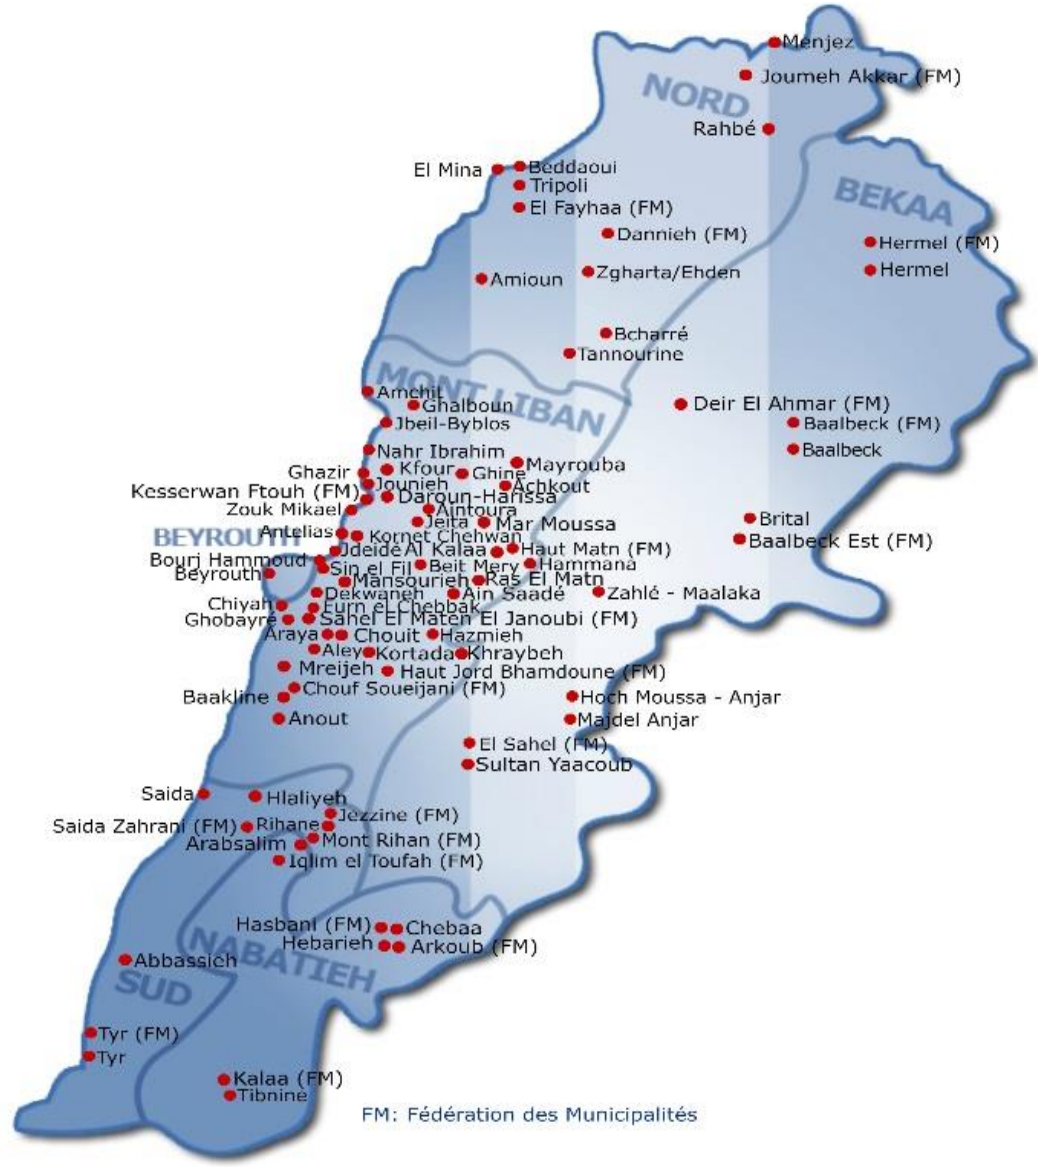 Menjez
NORD
Joumeh Akkar (FM)
Rahbé
El Mina
Beddaoui
Tripoli
BEKAA
El Fayhaa (FM)
Dannieh (FM)
Hermel (FM)
Zgharta/Ehden
Hermel
Amioun
Bcharré
Tannourine
MONT LIBAN
Amchit
Ghalboun
Deir El Ahmar (FM)
Jbeil-Byblos
Baalbeck (FM)
Nahr Ibrahim
Baalbeck
Ghazir
Kfour
Ghine
Mayrouba
Jounieh
Achkout
Kesserwan Ftouh (FM)
Daroun-Harissa
Zouk Mikael
Aintoura
Jeita
Mar Moussa
Brital
BEYROUTH
Antelias
Kornet Chehwan
Baalbeck Est (FM)
Jdeidé
Al Kalaa
Haut Matn (FM)
Bourj Hammoud
Sin el Fil
Beit Mery
Hammana
Beyrouth
Mansourieh
Ras El Matn
Dekwaneh
Ain Saadé
Zahlé - Maalaka
Chiyah
Furn el Chebbak
Ghobayré
Sahel El Maten El Janoubi (FM)
Araya
Chouit
Hazmieh
Aley
Kortada
Khraybeh
Mreijeh
Haut Jord Bhamdoune (FM)
Chouf Soueijani (FM)
Baakline
Hoch Moussa - Anjar
Anout
Majdel Anjar
El Sahel (FM)
Sultan Yaacoub
Saida
Hlaliyeh
Jezzine (FM)
Saida Zahrani (FM)
Rihane
Mont Rihan (FM)
Arabsalim
Iqlim el Toufah (FM)
Hasbani (FM)
Chebaa
Hebarieh
Arkoub (FM)
NABATIEH
Abbassieh
SUD
Tyr (FM)
Tyr
Kalaa (FM)
Tibnine
FM: Fédération des Municipalités